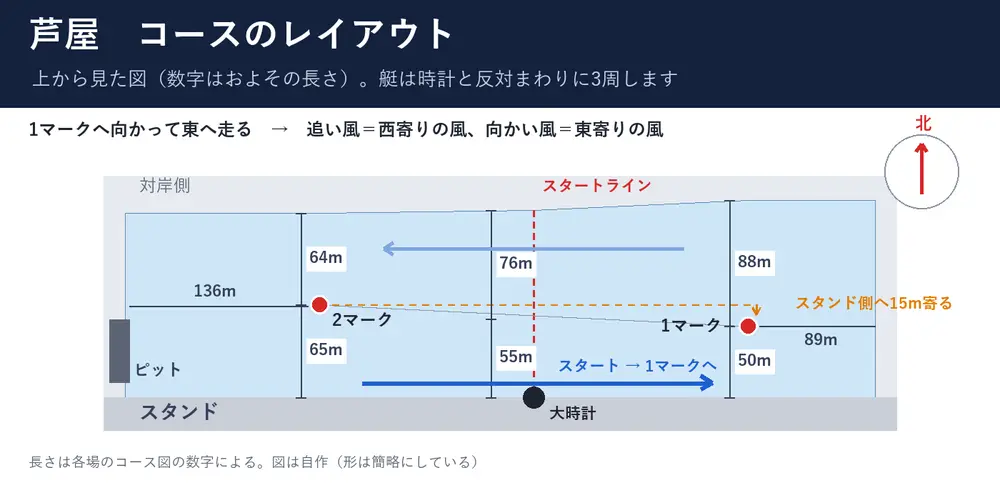 芦屋　コースのレイアウト
上から見た図（数字はおよその長さ）。艇は時計と反対まわりに3周します
1マークへ向かって東へ走る　→　追い風＝西寄りの風、向かい風＝東寄りの風
北
対岸側
スタートライン
64m
76m
88m
136m
スタンド側へ15m寄る
2マーク
1マーク
89m
65m
55m
50m
スタート → 1マークへ
ピット
スタンド
大時計
長さは各場のコース図の数字による。図は自作（形は簡略にしている）